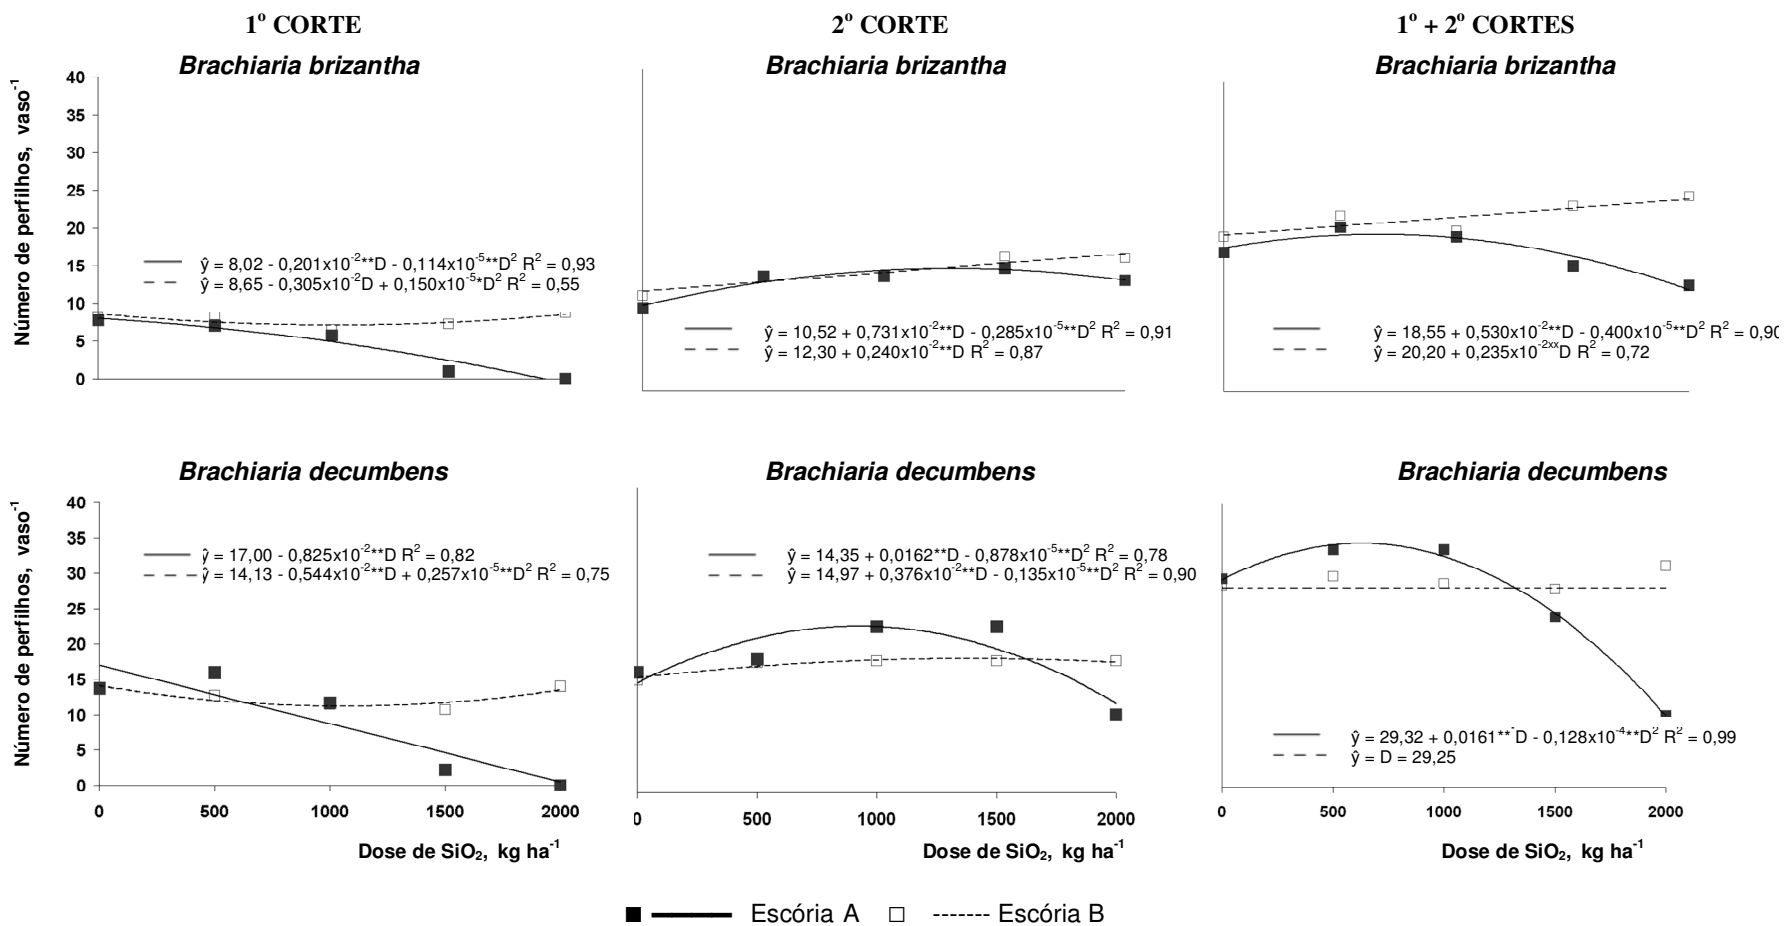 1º CORTE
2º CORTE
1º + 2º CORTES
Brachiaria brizantha
Brachiaria brizantha
Brachiaria brizantha
Número de perfilhos, vaso⁻¹
40
35
30
25
20
15
10
5
0
ŷ = 8,02 - 0,201x10⁻²**D - 0,114x10⁻⁵**D² R² = 0,93
ŷ = 8,65 - 0,305x10⁻²D + 0,150x10⁻⁵*D² R² = 0,55
ŷ = 10,52 + 0,731x10⁻²**D - 0,285x10⁻⁵**D² R² = 0,91
ŷ = 12,30 + 0,240x10⁻²**D R² = 0,87
ŷ = 18,55 + 0,530x10⁻²**D - 0,400x10⁻⁵**D² R² = 0,90
ŷ = 20,20 + 0,235x10⁻²ˣˣD R² = 0,72
Brachiaria decumbens
Brachiaria decumbens
Brachiaria decumbens
Número de perfilhos, vaso⁻¹
40
35
30
25
20
15
10
5
0
ŷ = 17,00 - 0,825x10⁻²**D R² = 0,82
ŷ = 14,13 - 0,544x10⁻²**D + 0,257x10⁻⁵**D² R² = 0,75
ŷ = 14,35 + 0,0162**D - 0,878x10⁻⁵**D² R² = 0,78
ŷ = 14,97 + 0,376x10⁻²**D - 0,135x10⁻⁵**D² R² = 0,90
ŷ = 29,32 + 0,0161**D - 0,128x10⁻⁴**D² R² = 0,99
ŷ = D = 29,25
0 500 1000 1500 2000
0 500 1000 1500 2000
0 500 1000 1500 2000
Dose de SiO₂, kg ha⁻¹
Dose de SiO₂, kg ha⁻¹
Dose de SiO₂, kg ha⁻¹
Escória A
Escória B